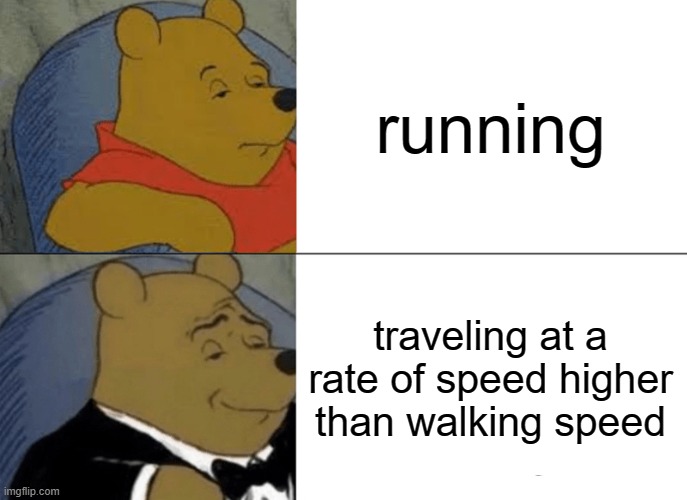 running
traveling at a
rate of speed higher
than walking speed
imgflip.com